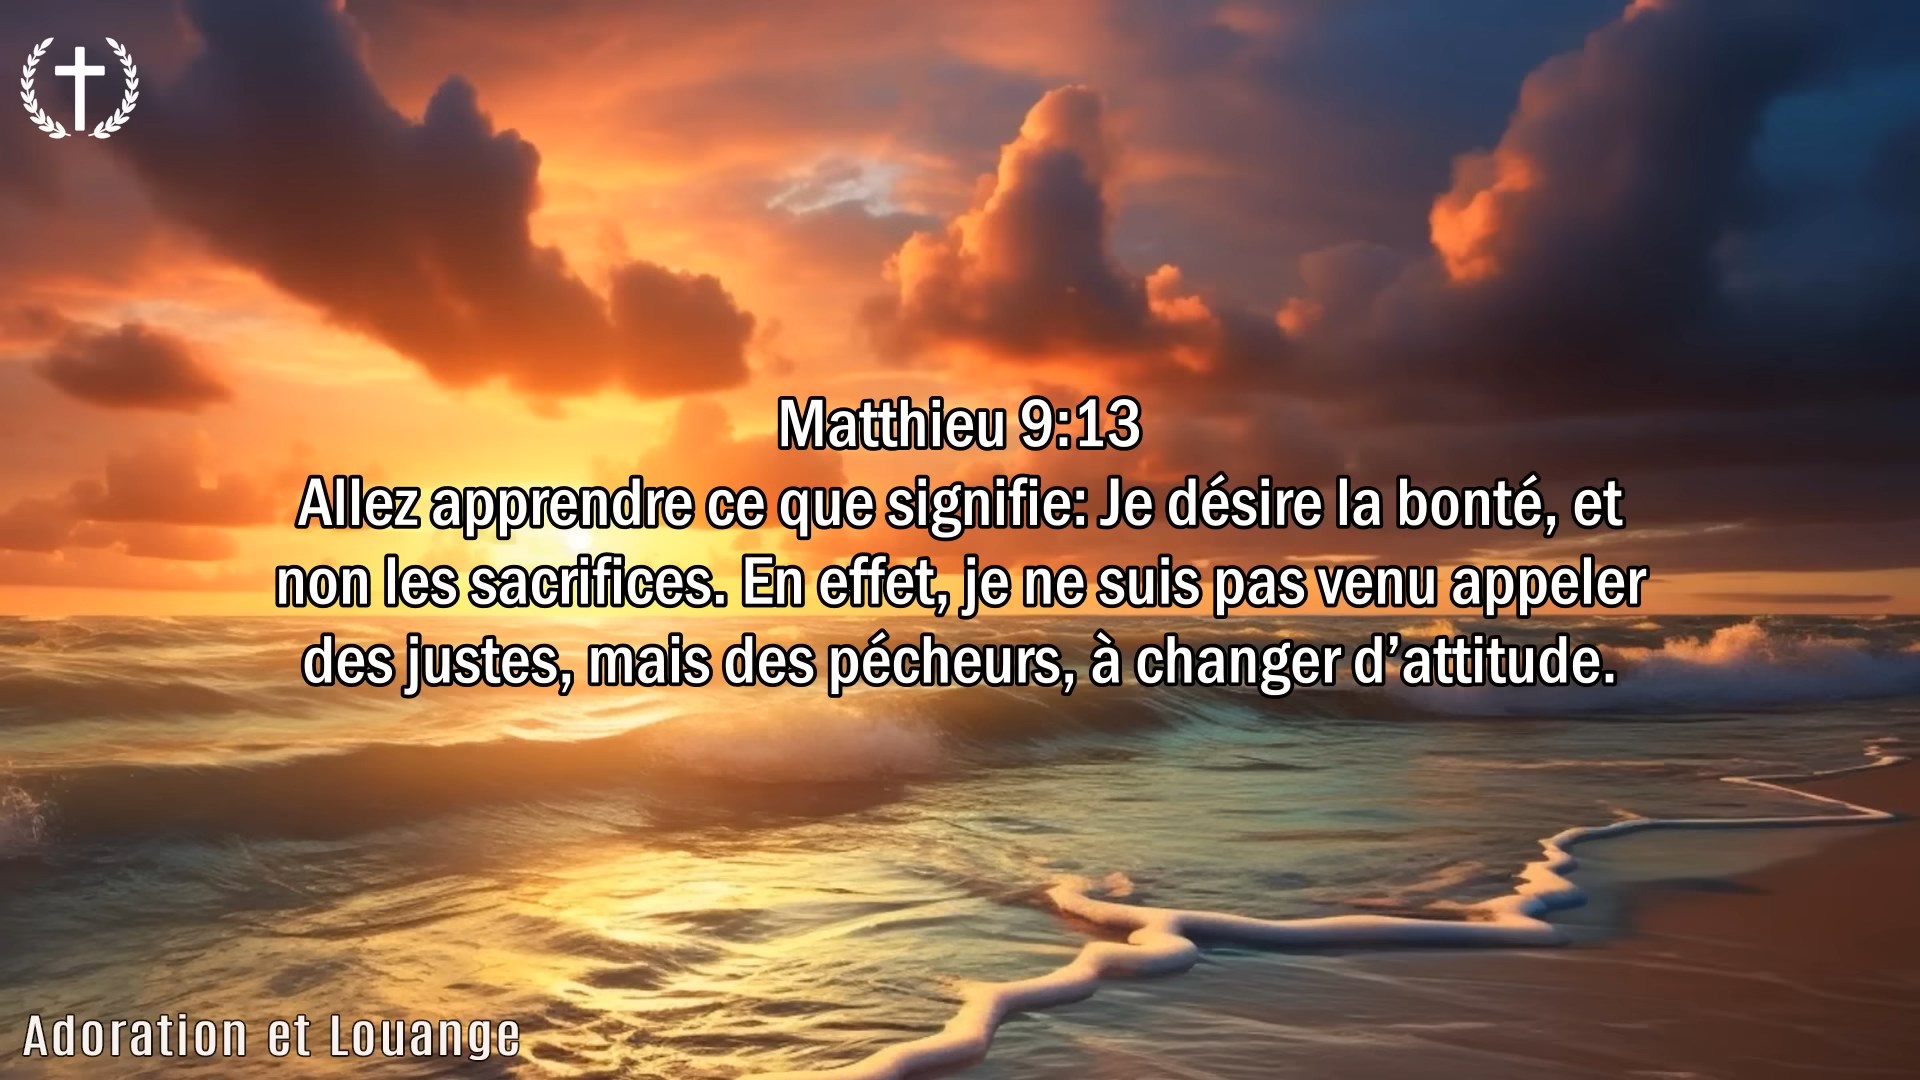 Matthieu 9:13
Allez apprendre ce que signifie: Je désire la bonté, et
non les sacrifices. En effet, je ne suis pas venu appeler
des justes, mais des pécheurs, à changer d’attitude.
Adoration et Louange